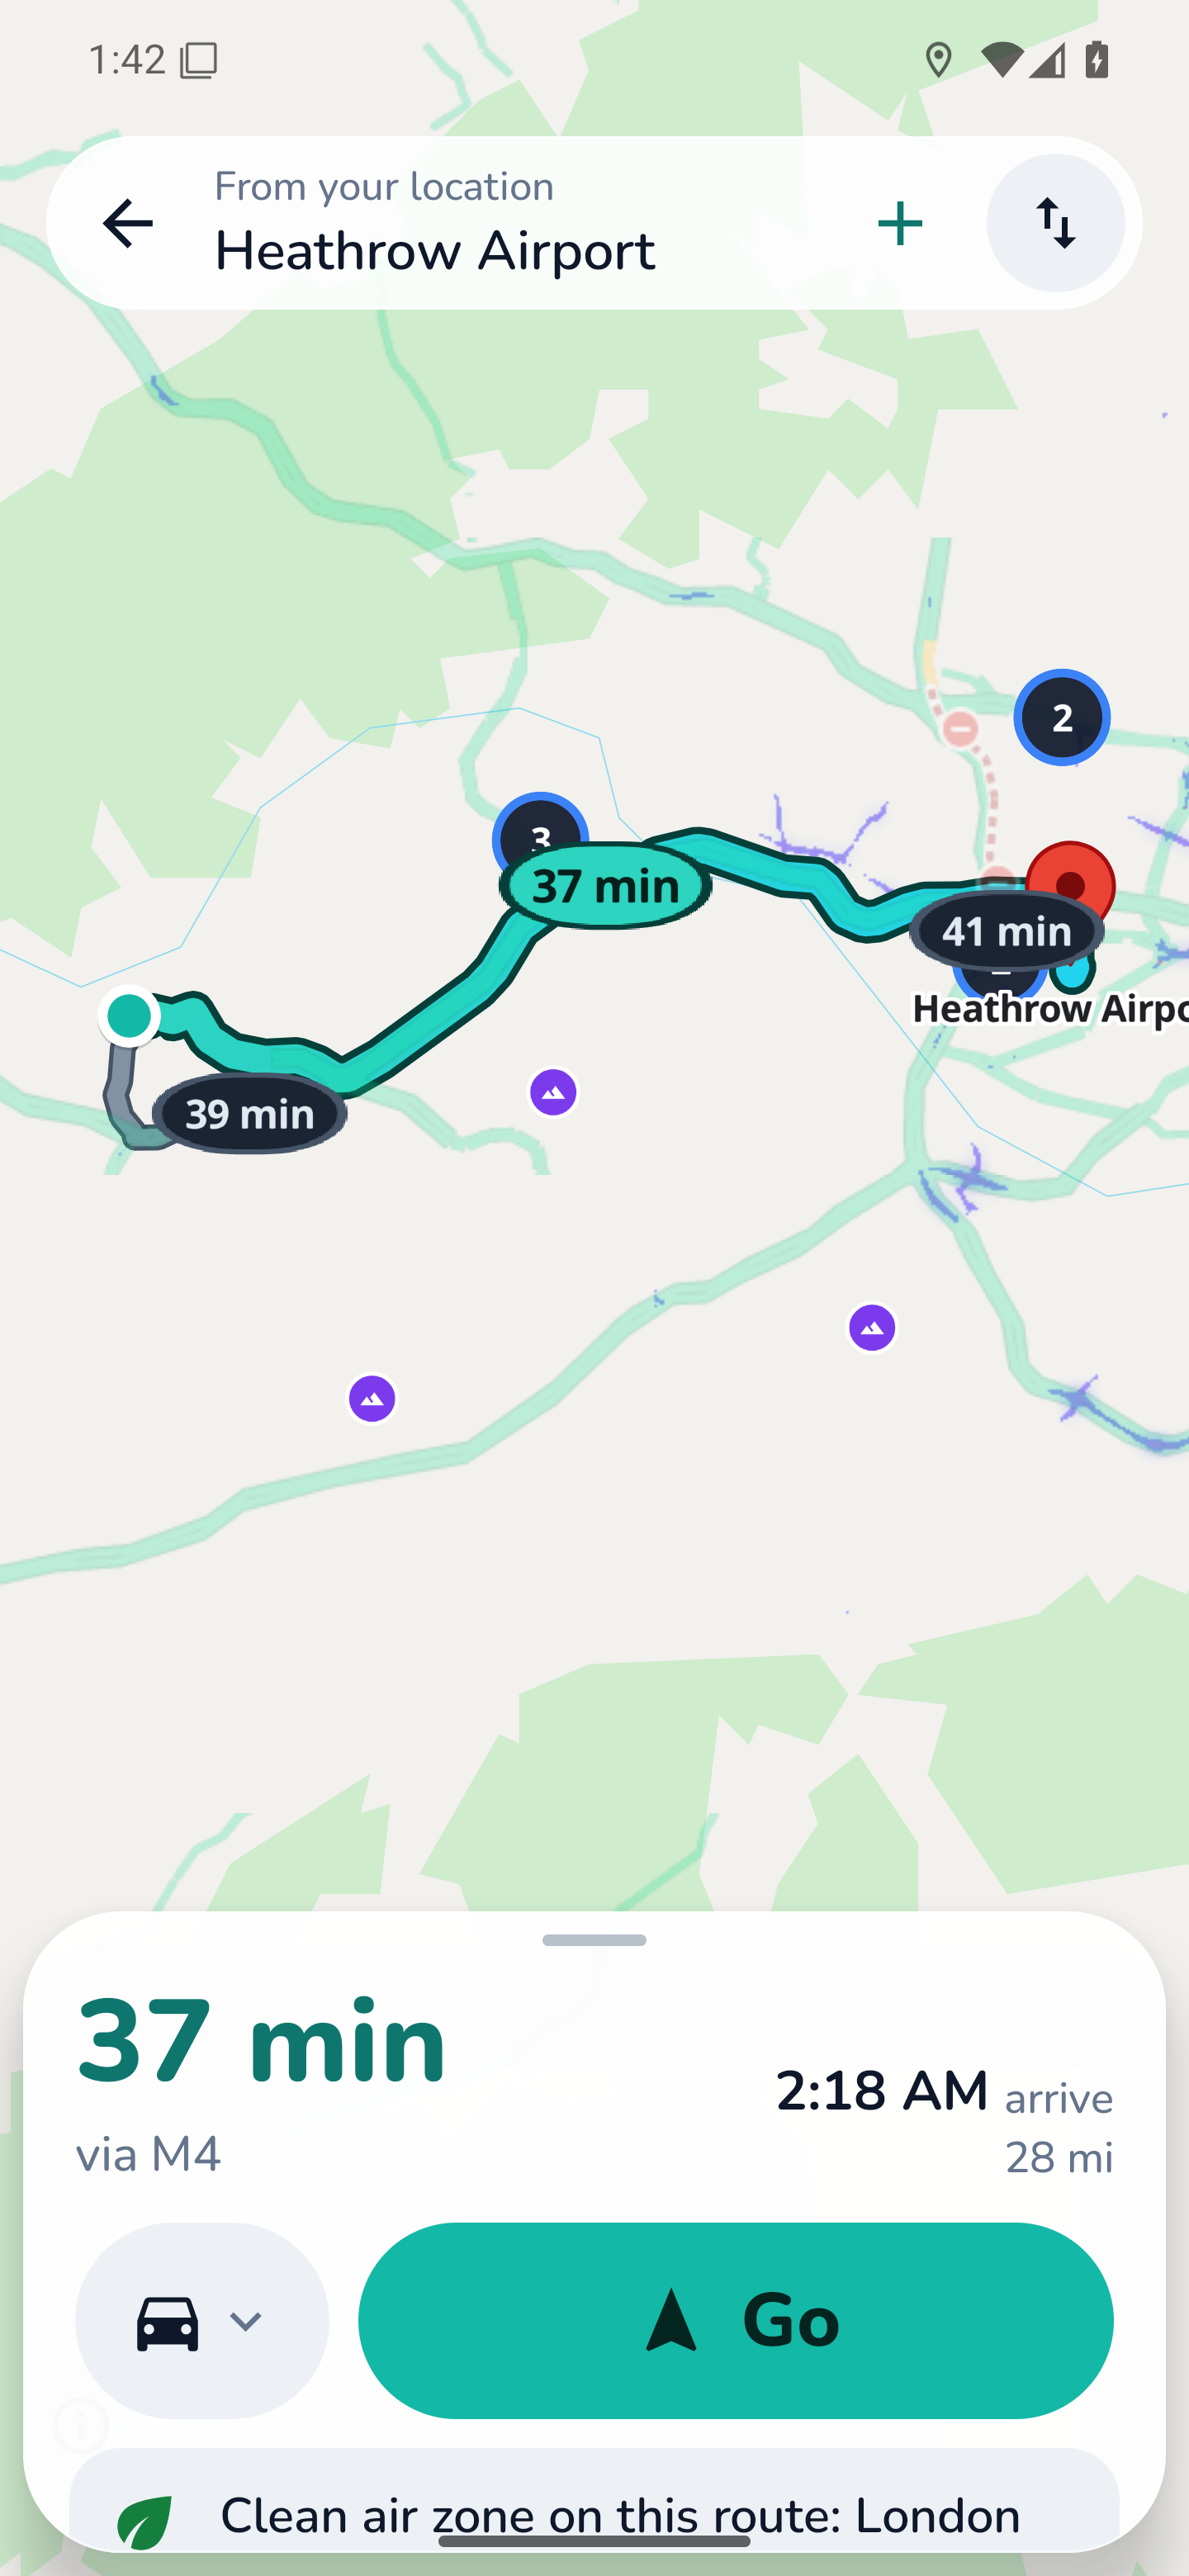 1:42
From your location
Heathrow Airport
2
3
37 min
41 min
Heathrow Airpo
39 min
37 min
2:18 AM arrive
via M4
28 mi
Go
Clean air zone on this route: London